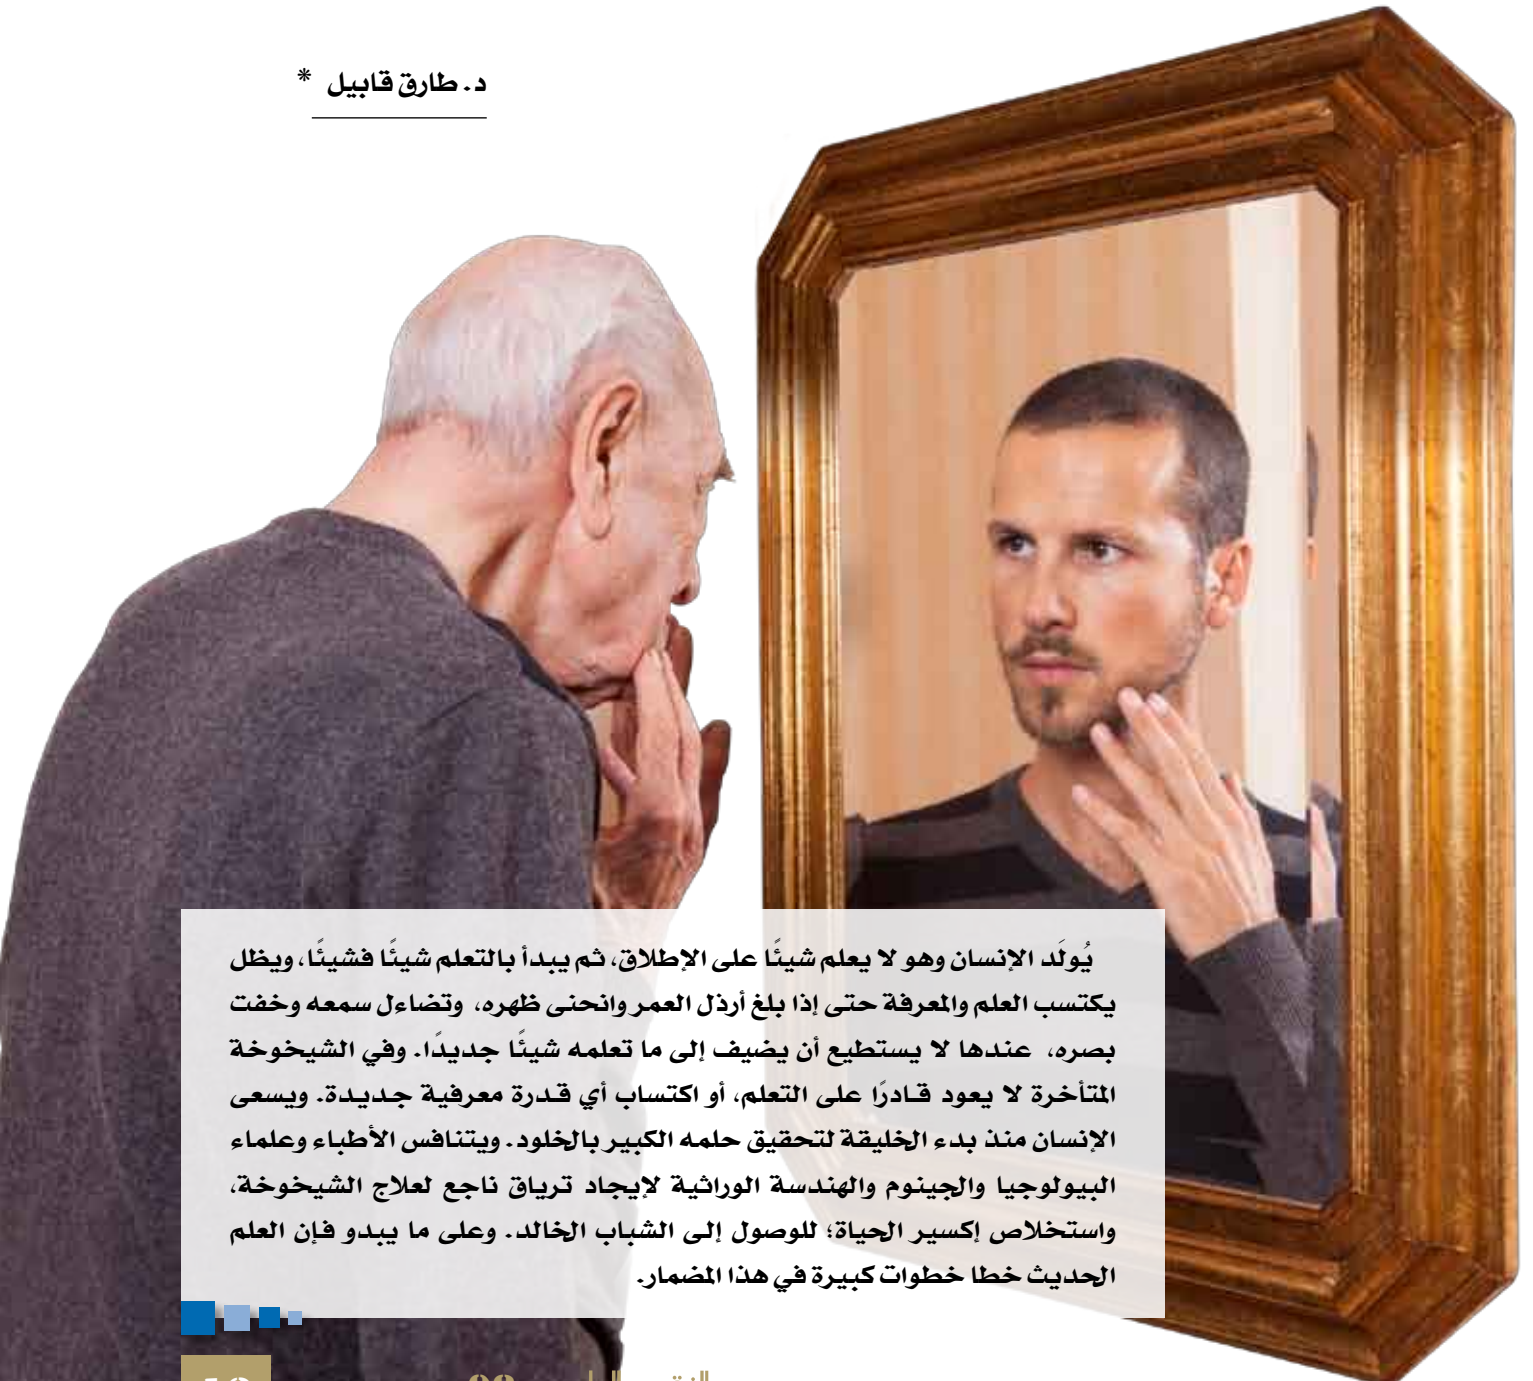 د. طارق قابيل *
يُولَد الإنسان وهو لا يعلم شيئًا على الإطلاق، ثم يبدأ بالتعلم شيئًا فشيئًا، ويظل
يكتسب العلم والمعرفة حتى إذا بلغ أرذل العمر وانحنى ظهره، وتضاءل سمعه وخفت
بصره، عندها لا يستطيع أن يضيف إلى ما تعلمه شيئًا جديدًا. وفي الشيخوخة
المتأخرة لا يعود قادرًا على التعلم، أو اكتساب أي قدرة معرفية جديدة. ويسعى
الإنسان منذ بدء الخليقة لتحقيق حلمه الكبير بالخلود. ويتنافس الأطباء وعلماء
البيولوجيا والجينوم والهندسة الوراثية لإيجاد ترياق ناجع لعلاج الشيخوخة،
واستخلاص إكسير الحياة؛ للوصول إلى الشباب الخالد. وعلى ما يبدو فإن العلم
الحديث خطا خطوات كبيرة في هذا المضمار.